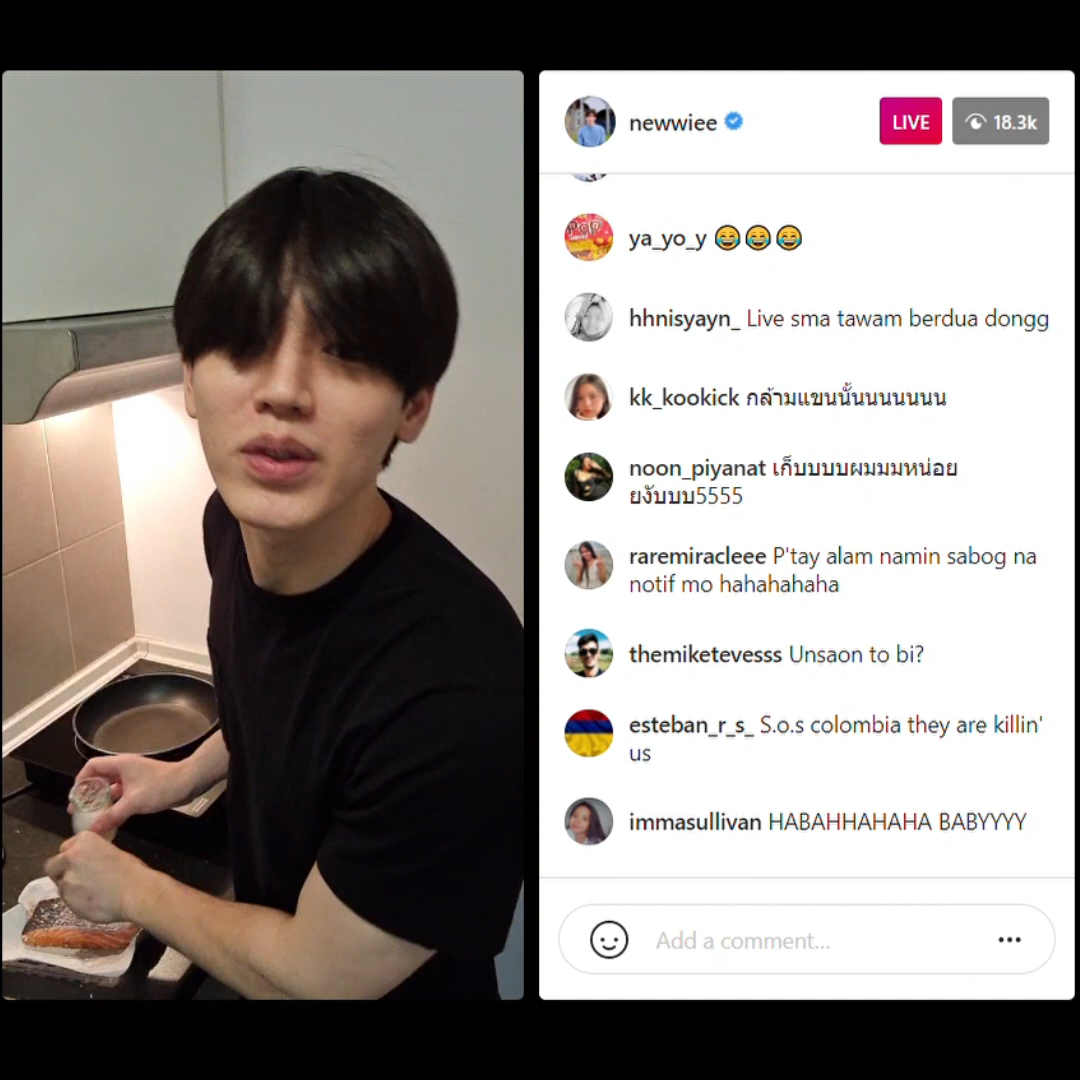 newwiee
LIVE
18.3k
ya_yo_y 😂😂😂
hhnisyayn_ Live sma tawam berdua dongg
kk_kookick กล้ามแขนนั้นนนนนนน
noon_piyanat เก็บบบบผมมมหน่อย
ยงับบบ5555
raremiracleee P'tay alam namin sabog na
notif mo hahahahaha
themiketevesss Unsaon to bi?
esteban_r_s_ S.o.s colombia they are killin'
us
immasullivan HABAHHAHAHA BABYYYY
Add a comment...